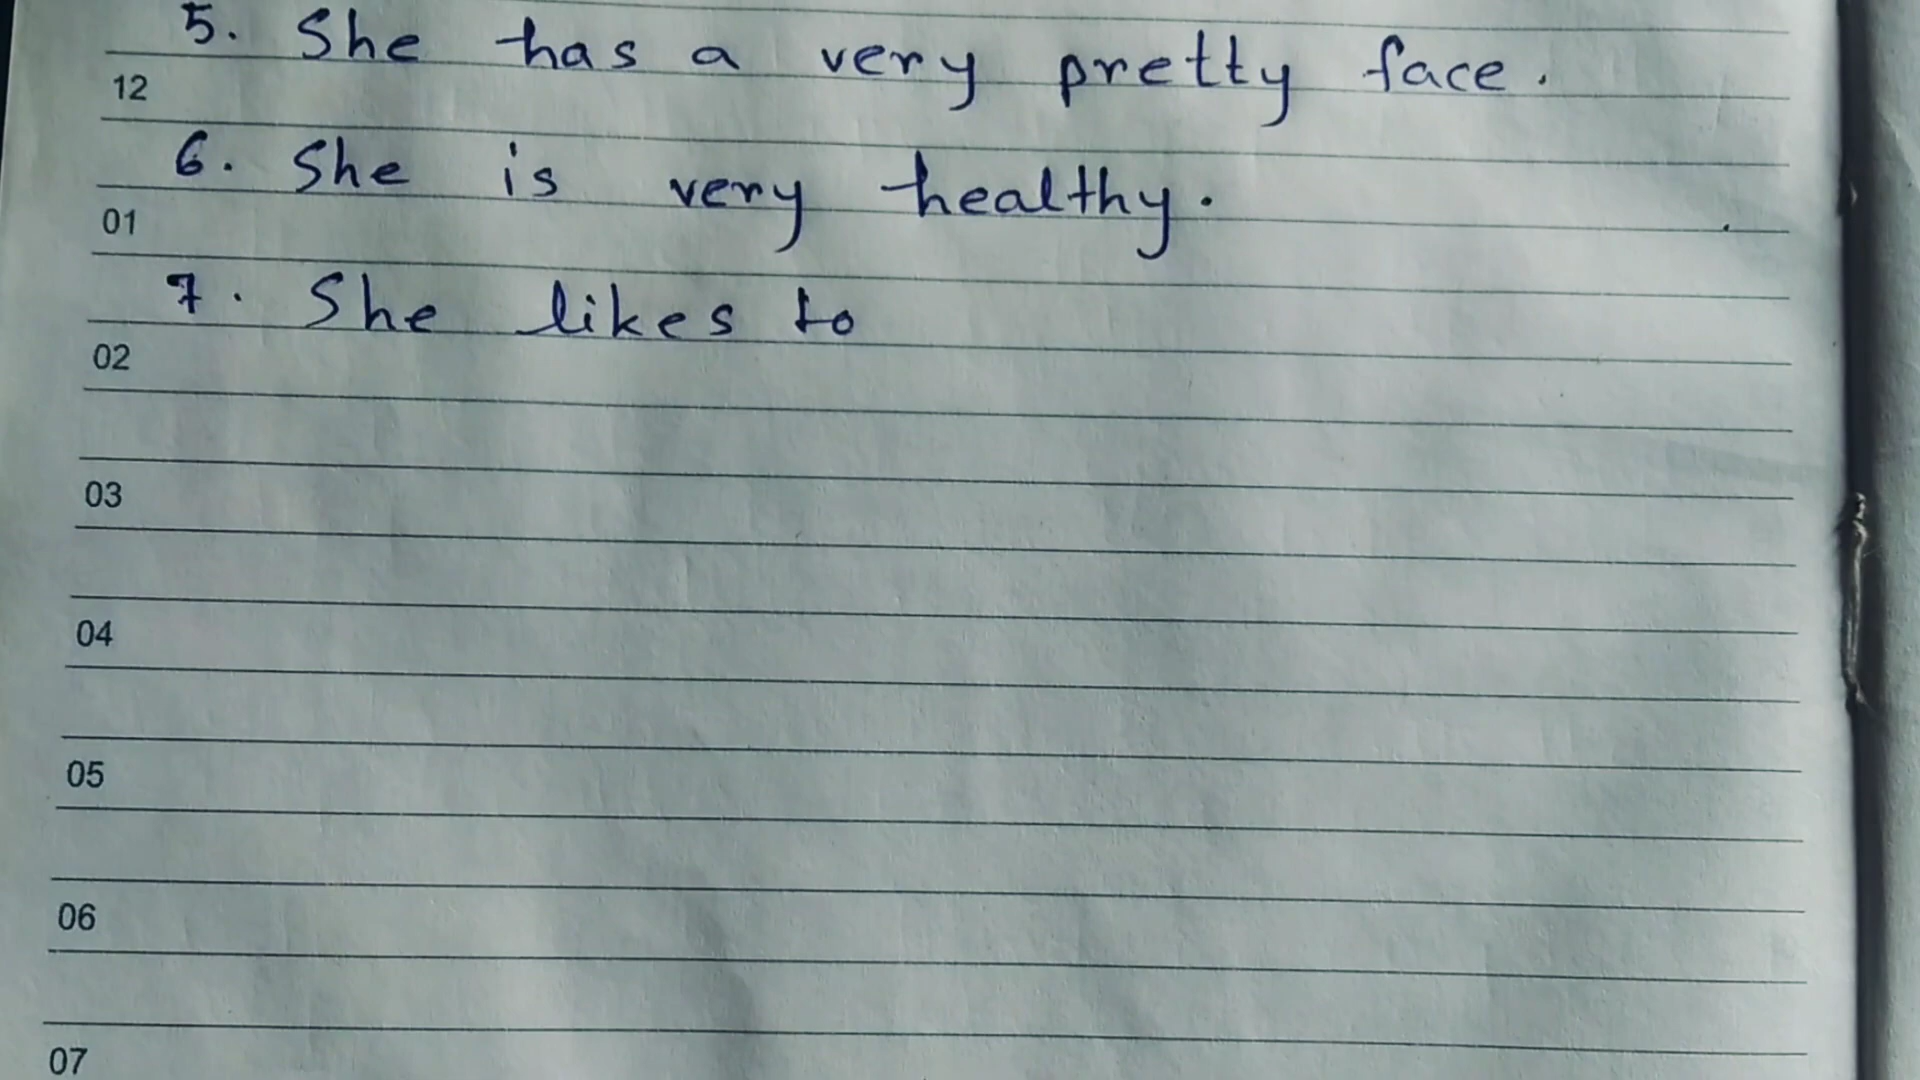 5. She has a very pretty face.
12
6. She is very healthy.
01
7. She likes to
02
03
04
05
06
07